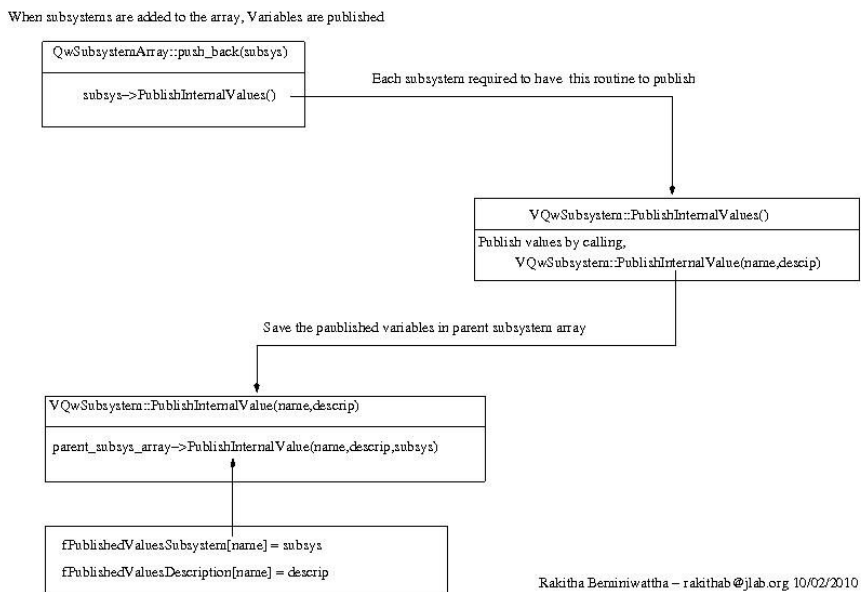 When subsystems are added to the array, Variables are published
QwSubsystemArray::push_back(subsys)
subsys->PublishInternalValues()
Each subsystem required to have this routine to publish
VQwSubsystem::PublishInternalValues()
Publish values by calling,
VQwSubsystem::PublishInternalValue(name,descip)
Save the paublished variables in parent subsystem array
VQwSubsystem::PublishInternalValue(name,descrip)
parent_subsys_array->PublishInternalValue(name,descrip,subsys)
fPublishedValuesSubsystem[name] = subsys
fPublishedValuesDescription[name] = descrip
Rakitha Beminiwattha – rakithab@jlab.org 10/02/2010